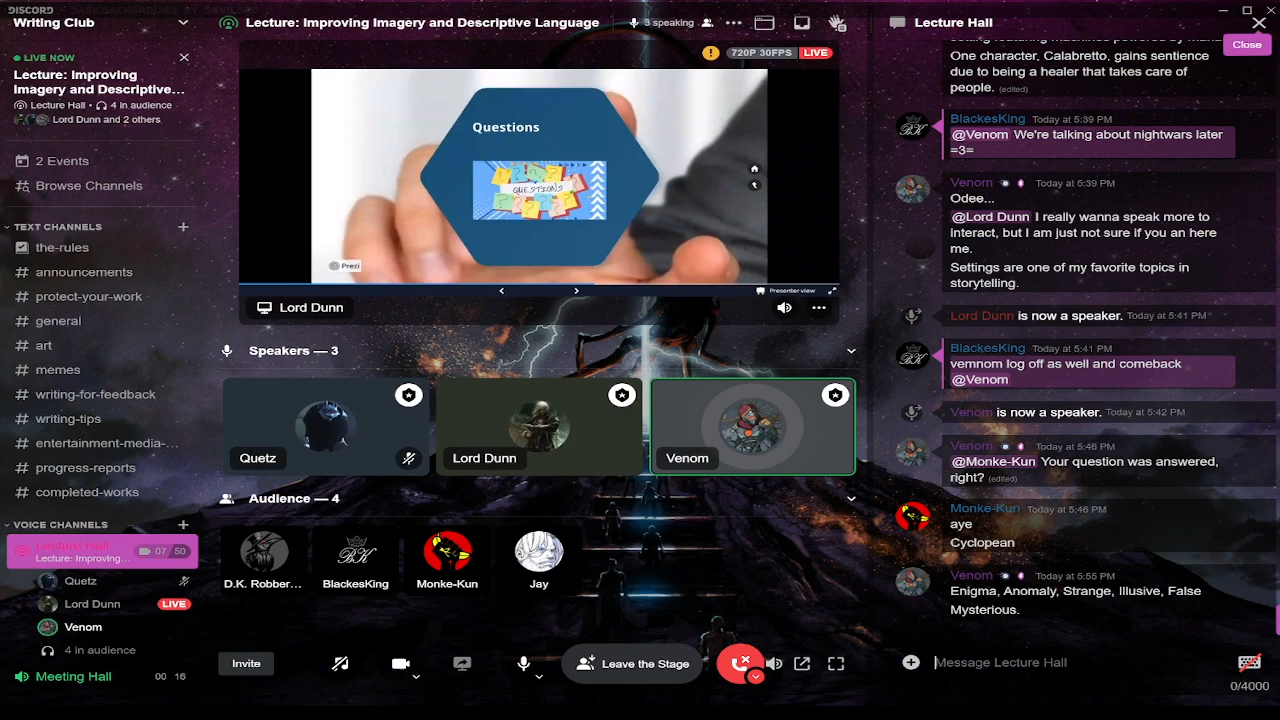 DISCORD
Writing Club
LIVE NOW
Lecture: Improving
Imagery and Descriptive...
Lecture Hall • 4 in audience
Lord Dunn and 2 others
2 Events
Browse Channels
TEXT CHANNELS
the-rules
announcements
protect-your-work
general
art
memes
writing-for-feedback
writing-tips
entertainment-media-...
progress-reports
completed-works
VOICE CHANNELS
Lecture Hall
Lecture: Improving...
07 50
Quetz
Lord Dunn LIVE
Venom
4 in audience
Meeting Hall 00 16
Lecture: Improving Imagery and Descriptive Language
3 speaking
720P 30FPS LIVE
Questions
QUESTIONS
Prezi
Presenter view
Lord Dunn
Speakers — 3
Quetz
Lord Dunn
Venom
Audience — 4
D.K. Robber...
BK
BlackesKing
Monke-Kun
Jay
Invite
Leave the Stage
Lecture Hall
Close
One character, Calabretto, gains sentience
due to being a healer that takes care of
people. (edited)
BlackesKing Today at 5:39 PM
@Venom We're talking about nightwars later
=3=
Venom Today at 5:39 PM
Odee...
@Lord Dunn I really wanna speak more to
interact, but I am just not sure if you an here
me.
Settings are one of my favorite topics in
storytelling.
Lord Dunn is now a speaker. Today at 5:41 PM
BlackesKing Today at 5:41 PM
vemnom log off as well and comeback
@Venom
Venom is now a speaker. Today at 5:42 PM
Venom Today at 5:46 PM
@Monke-Kun Your question was answered,
right? (edited)
Monke-Kun Today at 5:46 PM
aye
Cyclopean
Venom Today at 5:55 PM
Enigma, Anomaly, Strange, Illusive, False
Mysterious.
Message Lecture Hall
0/4000